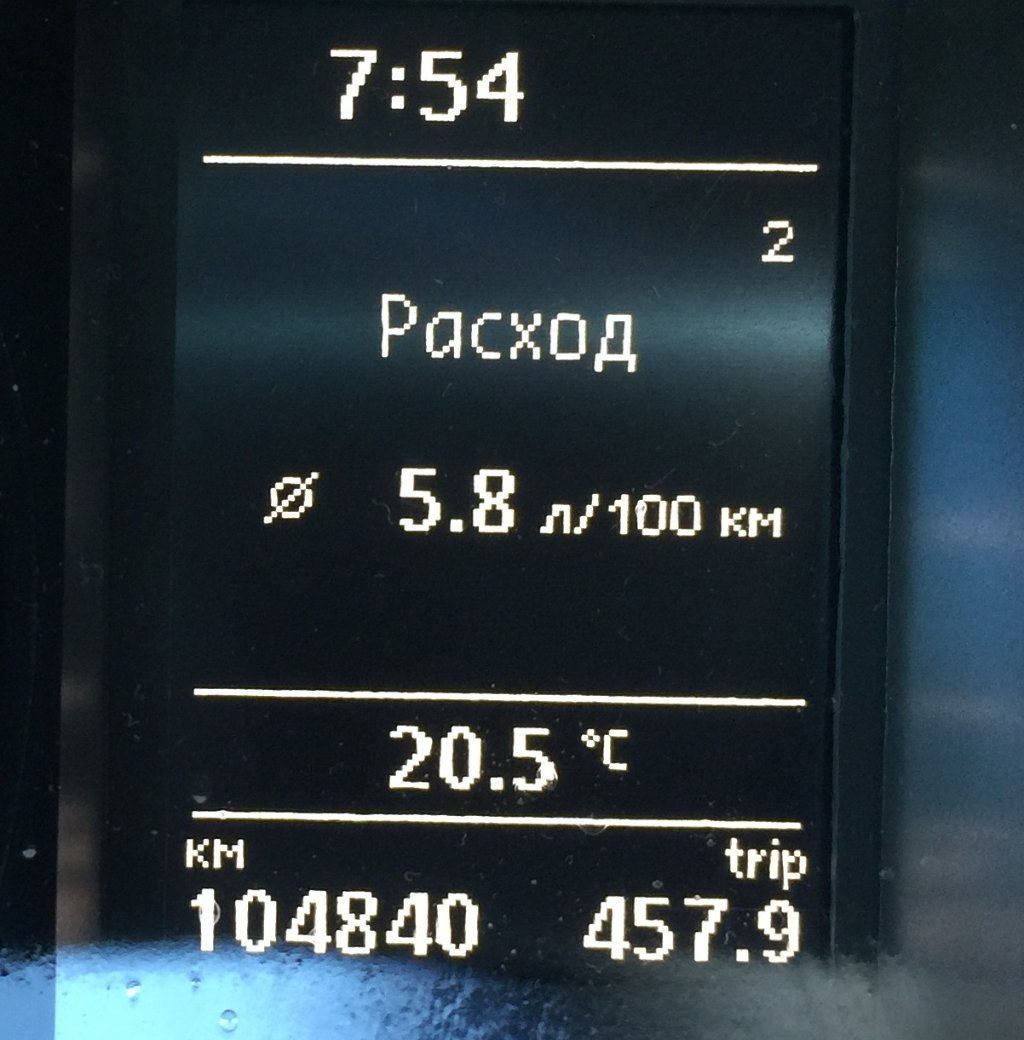 7:54
2
Расход
Ø 5.8 л/100 км
20.5 °C
км trip
104840 457.9